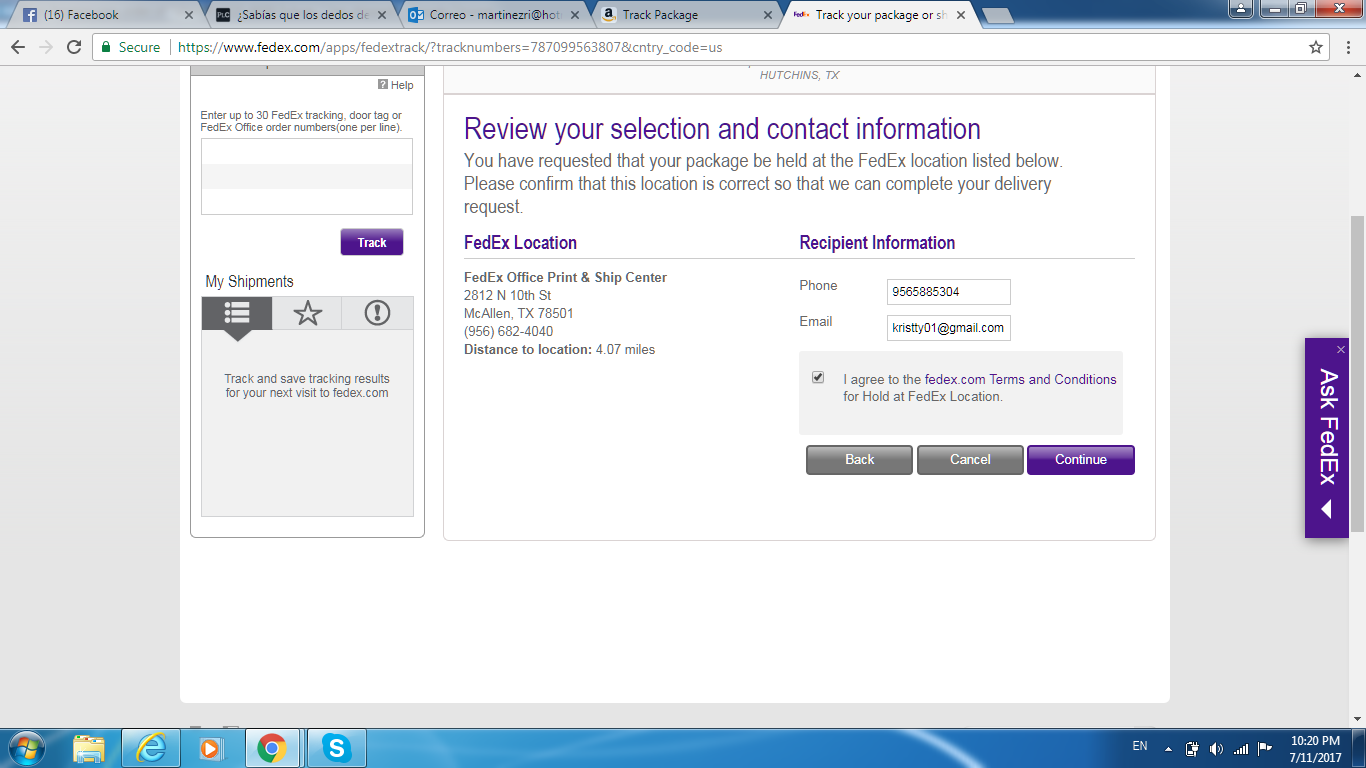 (16) Facebook
¿Sabías que los dedos de
Correo - martinezri@hot
Track Package
FedEx Track your package or sh
Secure https://www.fedex.com/apps/fedextrack/?tracknumbers=787099563807&cntry_code=us
? Help
Enter up to 30 FedEx tracking, door tag or
FedEx Office order numbers(one per line).
Track
My Shipments
Track and save tracking results
for your next visit to fedex.com
HUTCHINS, TX
Review your selection and contact information
You have requested that your package be held at the FedEx location listed below.
Please confirm that this location is correct so that we can complete your delivery
request.
FedEx Location
FedEx Office Print & Ship Center
2812 N 10th St
McAllen, TX 78501
(956) 682-4040
Distance to location: 4.07 miles
Recipient Information
Phone 9565885304
Email kristty01@gmail.com
I agree to the fedex.com Terms and Conditions
for Hold at FedEx Location.
Back Cancel Continue
Ask FedEx
EN
10:20 PM
7/11/2017